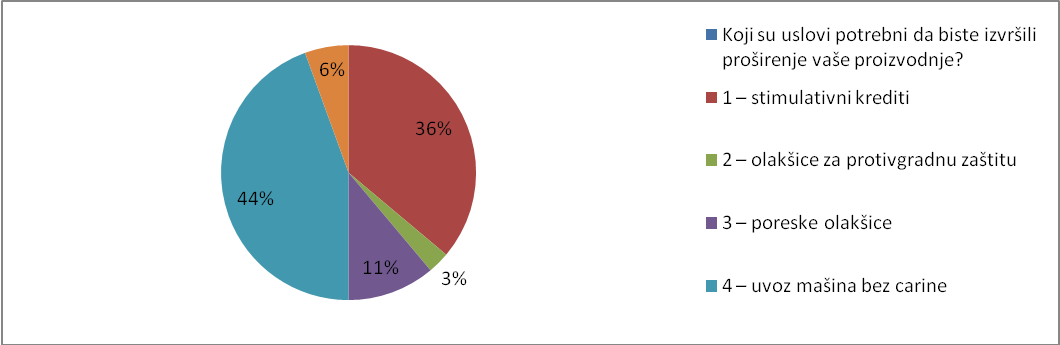 6%
36%
44%
11%
3%
Koji su uslovi potrebni da biste izvršili
proširenje vaše proizvodnje?
1 – stimulativni krediti
2 – olakšice za protivgradnu zaštitu
3 – poreske olakšice
4 – uvoz mašina bez carine